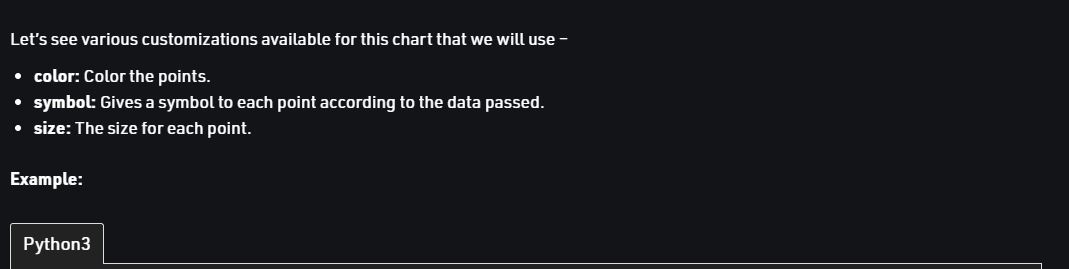 Let's see various customizations available for this chart that we will use –
• color: Color the points.
• symbol: Gives a symbol to each point according to the data passed.
• size: The size for each point.
Example:
Python3